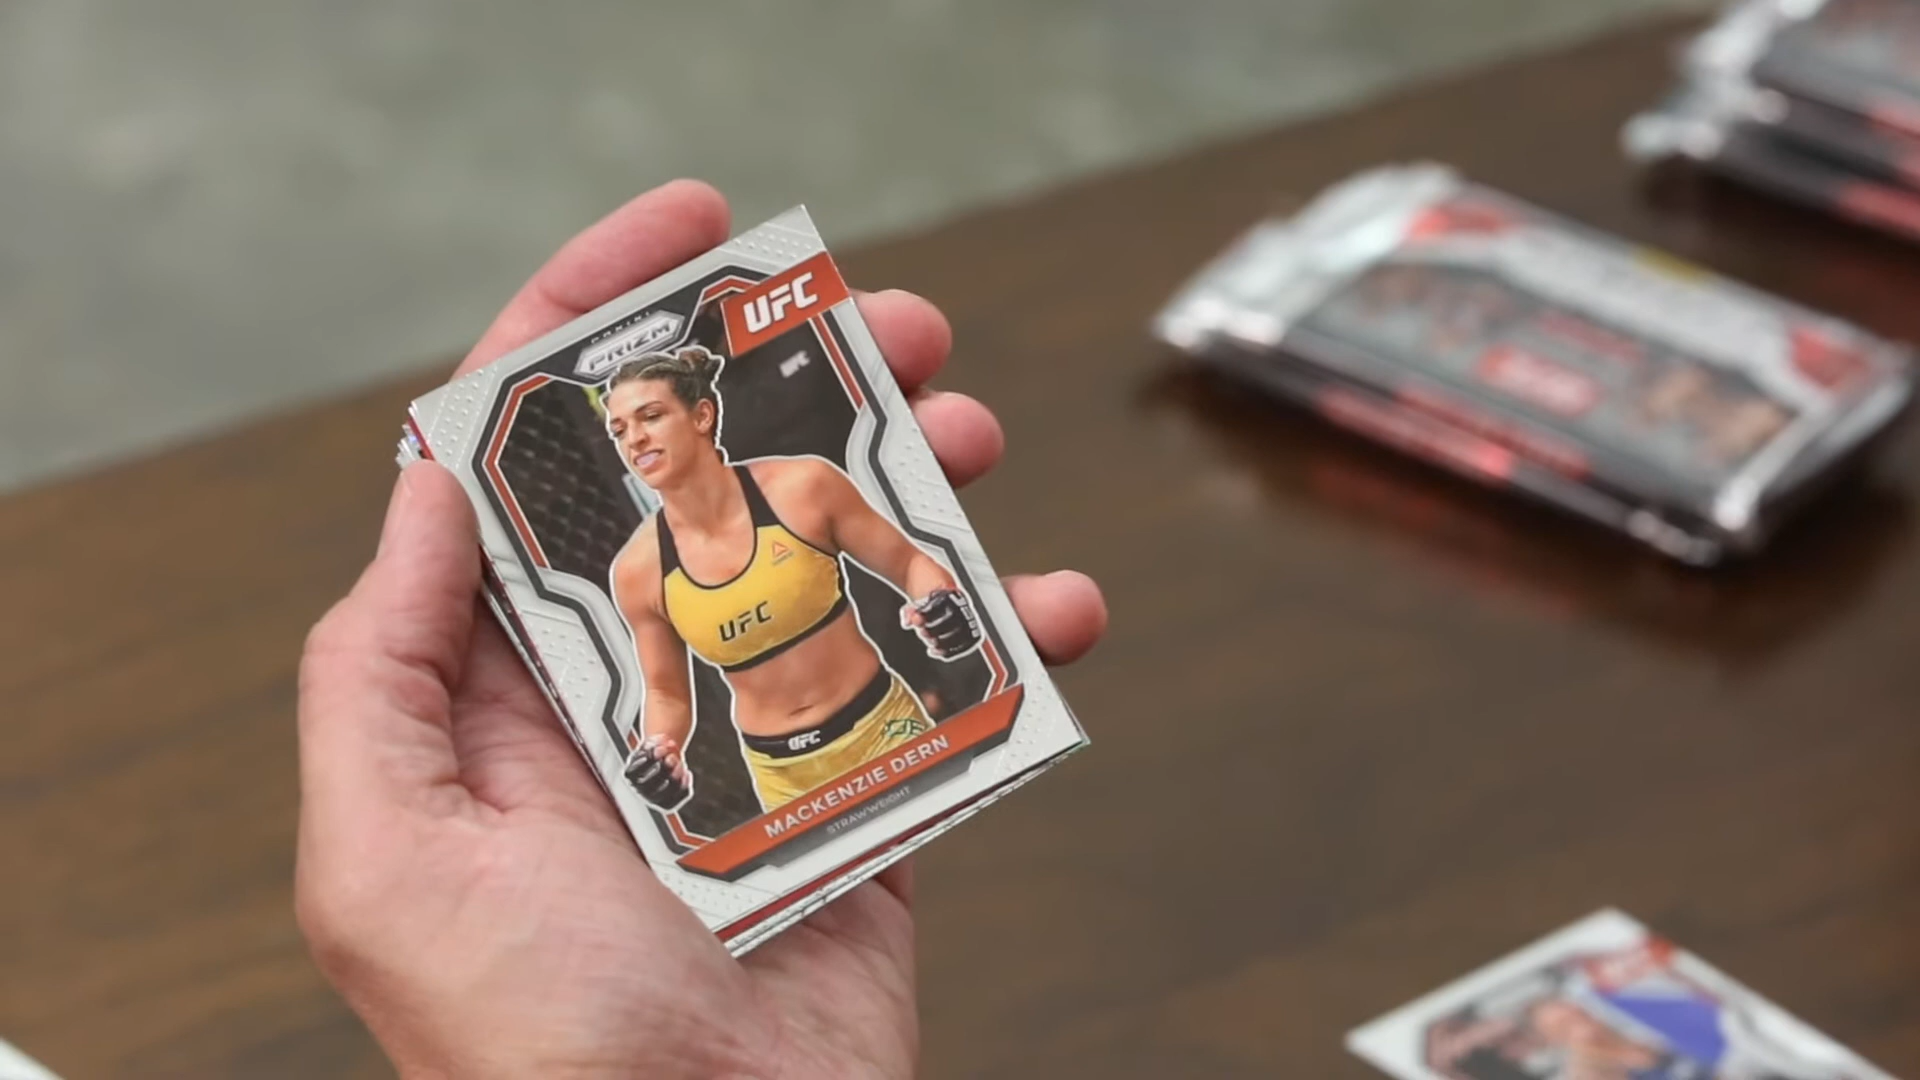 UFC
PANINI
PRIZM
UFC
UFC
UFC
MACKENZIE DERN
STRAWWEIGHT